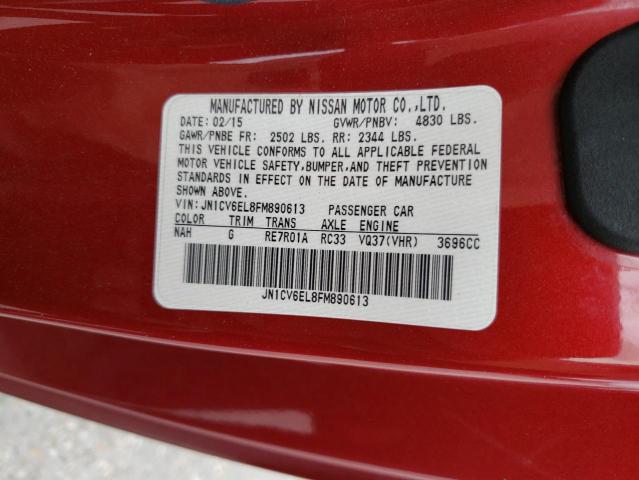 MANUFACTURED BY NISSAN MOTOR CO.,LTD.
DATE: 02/15 GVWR/PNBV: 4830 LBS.
GAWR/PNBE FR: 2502 LBS. RR: 2344 LBS.
THIS VEHICLE CONFORMS TO ALL APPLICABLE FEDERAL
MOTOR VEHICLE SAFETY,BUMPER,AND THEFT PREVENTION
STANDARDS IN EFFECT ON THE DATE OF MANUFACTURE
SHOWN ABOVE.
VIN: JN1CV6EL8FM890613 PASSENGER CAR
COLOR TRIM TRANS AXLE ENGINE
NAH G RE7R01A RC33 VQ37(VHR) 3696CC
JN1CV6EL8FM890613